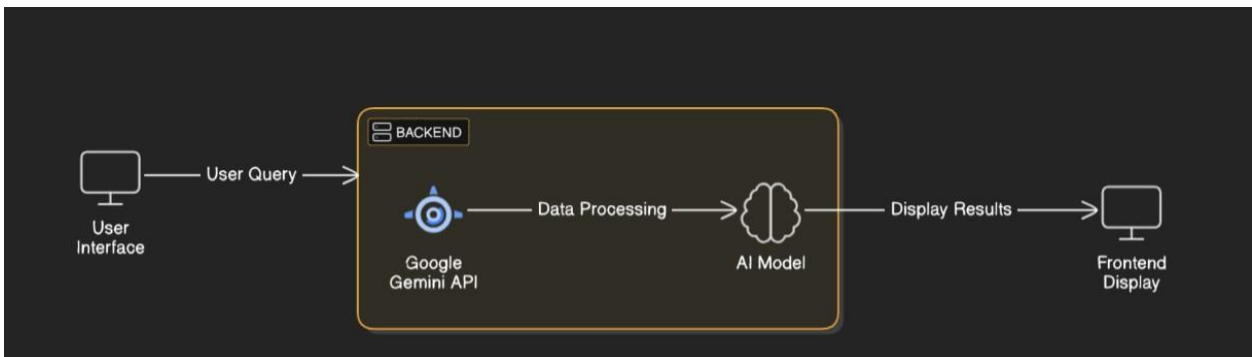 BACKEND
User Query
Data Processing
Display Results
User
Interface
Google
Gemini API
AI Model
Frontend
Display